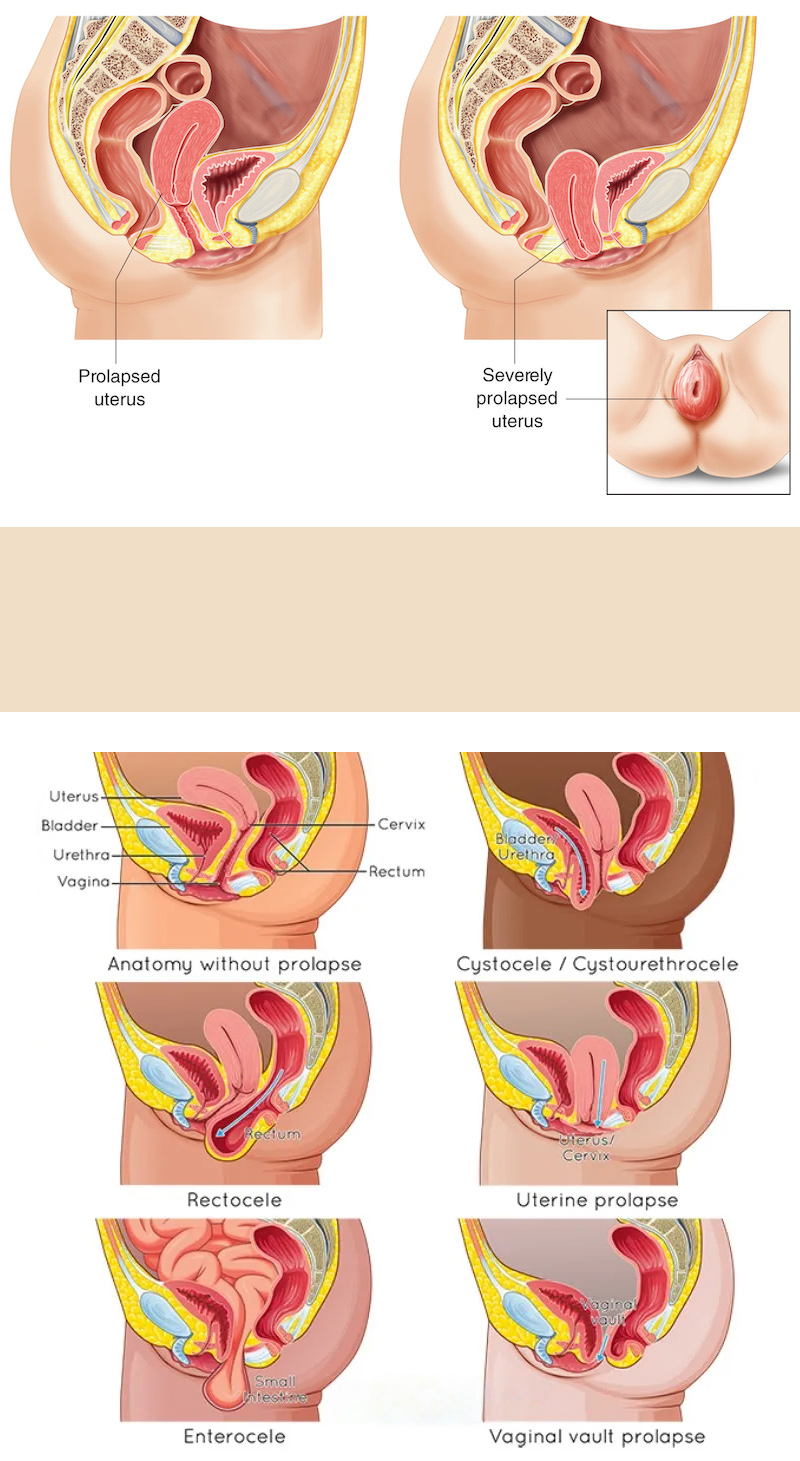 Prolapsed
uterus
Severely
prolapsed
uterus
Uterus
Bladder
Urethra
Vagina
Cervix
Rectum
Anatomy without prolapse
Bladder/
Urethra
Cystocele / Cystourethrocele
Rectum
Rectocele
Uterus/
Cervix
Uterine prolapse
Small
Intestine
Enterocele
Vaginal
vault
Vaginal vault prolapse